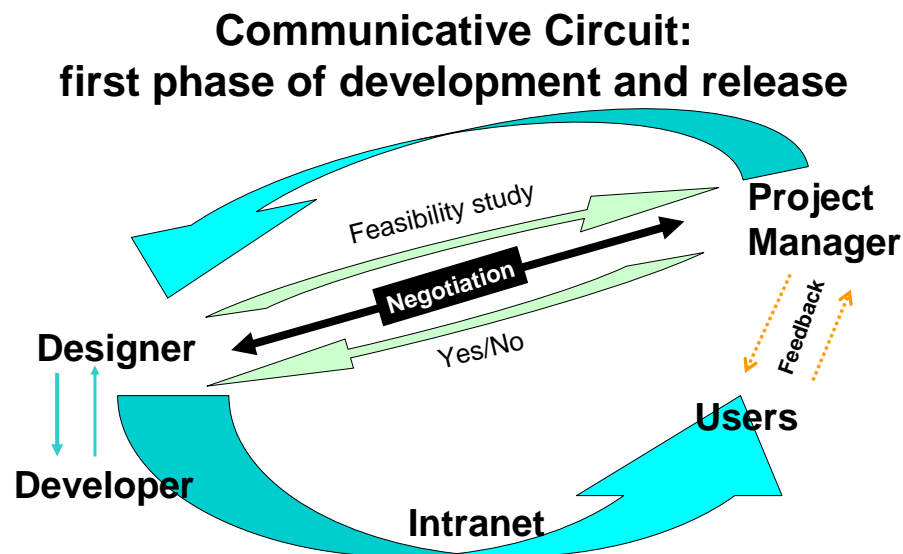 Communicative Circuit:
first phase of development and release
Feasibility study
Project
Manager
Negotiation
Feedback
Designer
Yes/No
Users
Developer
Intranet